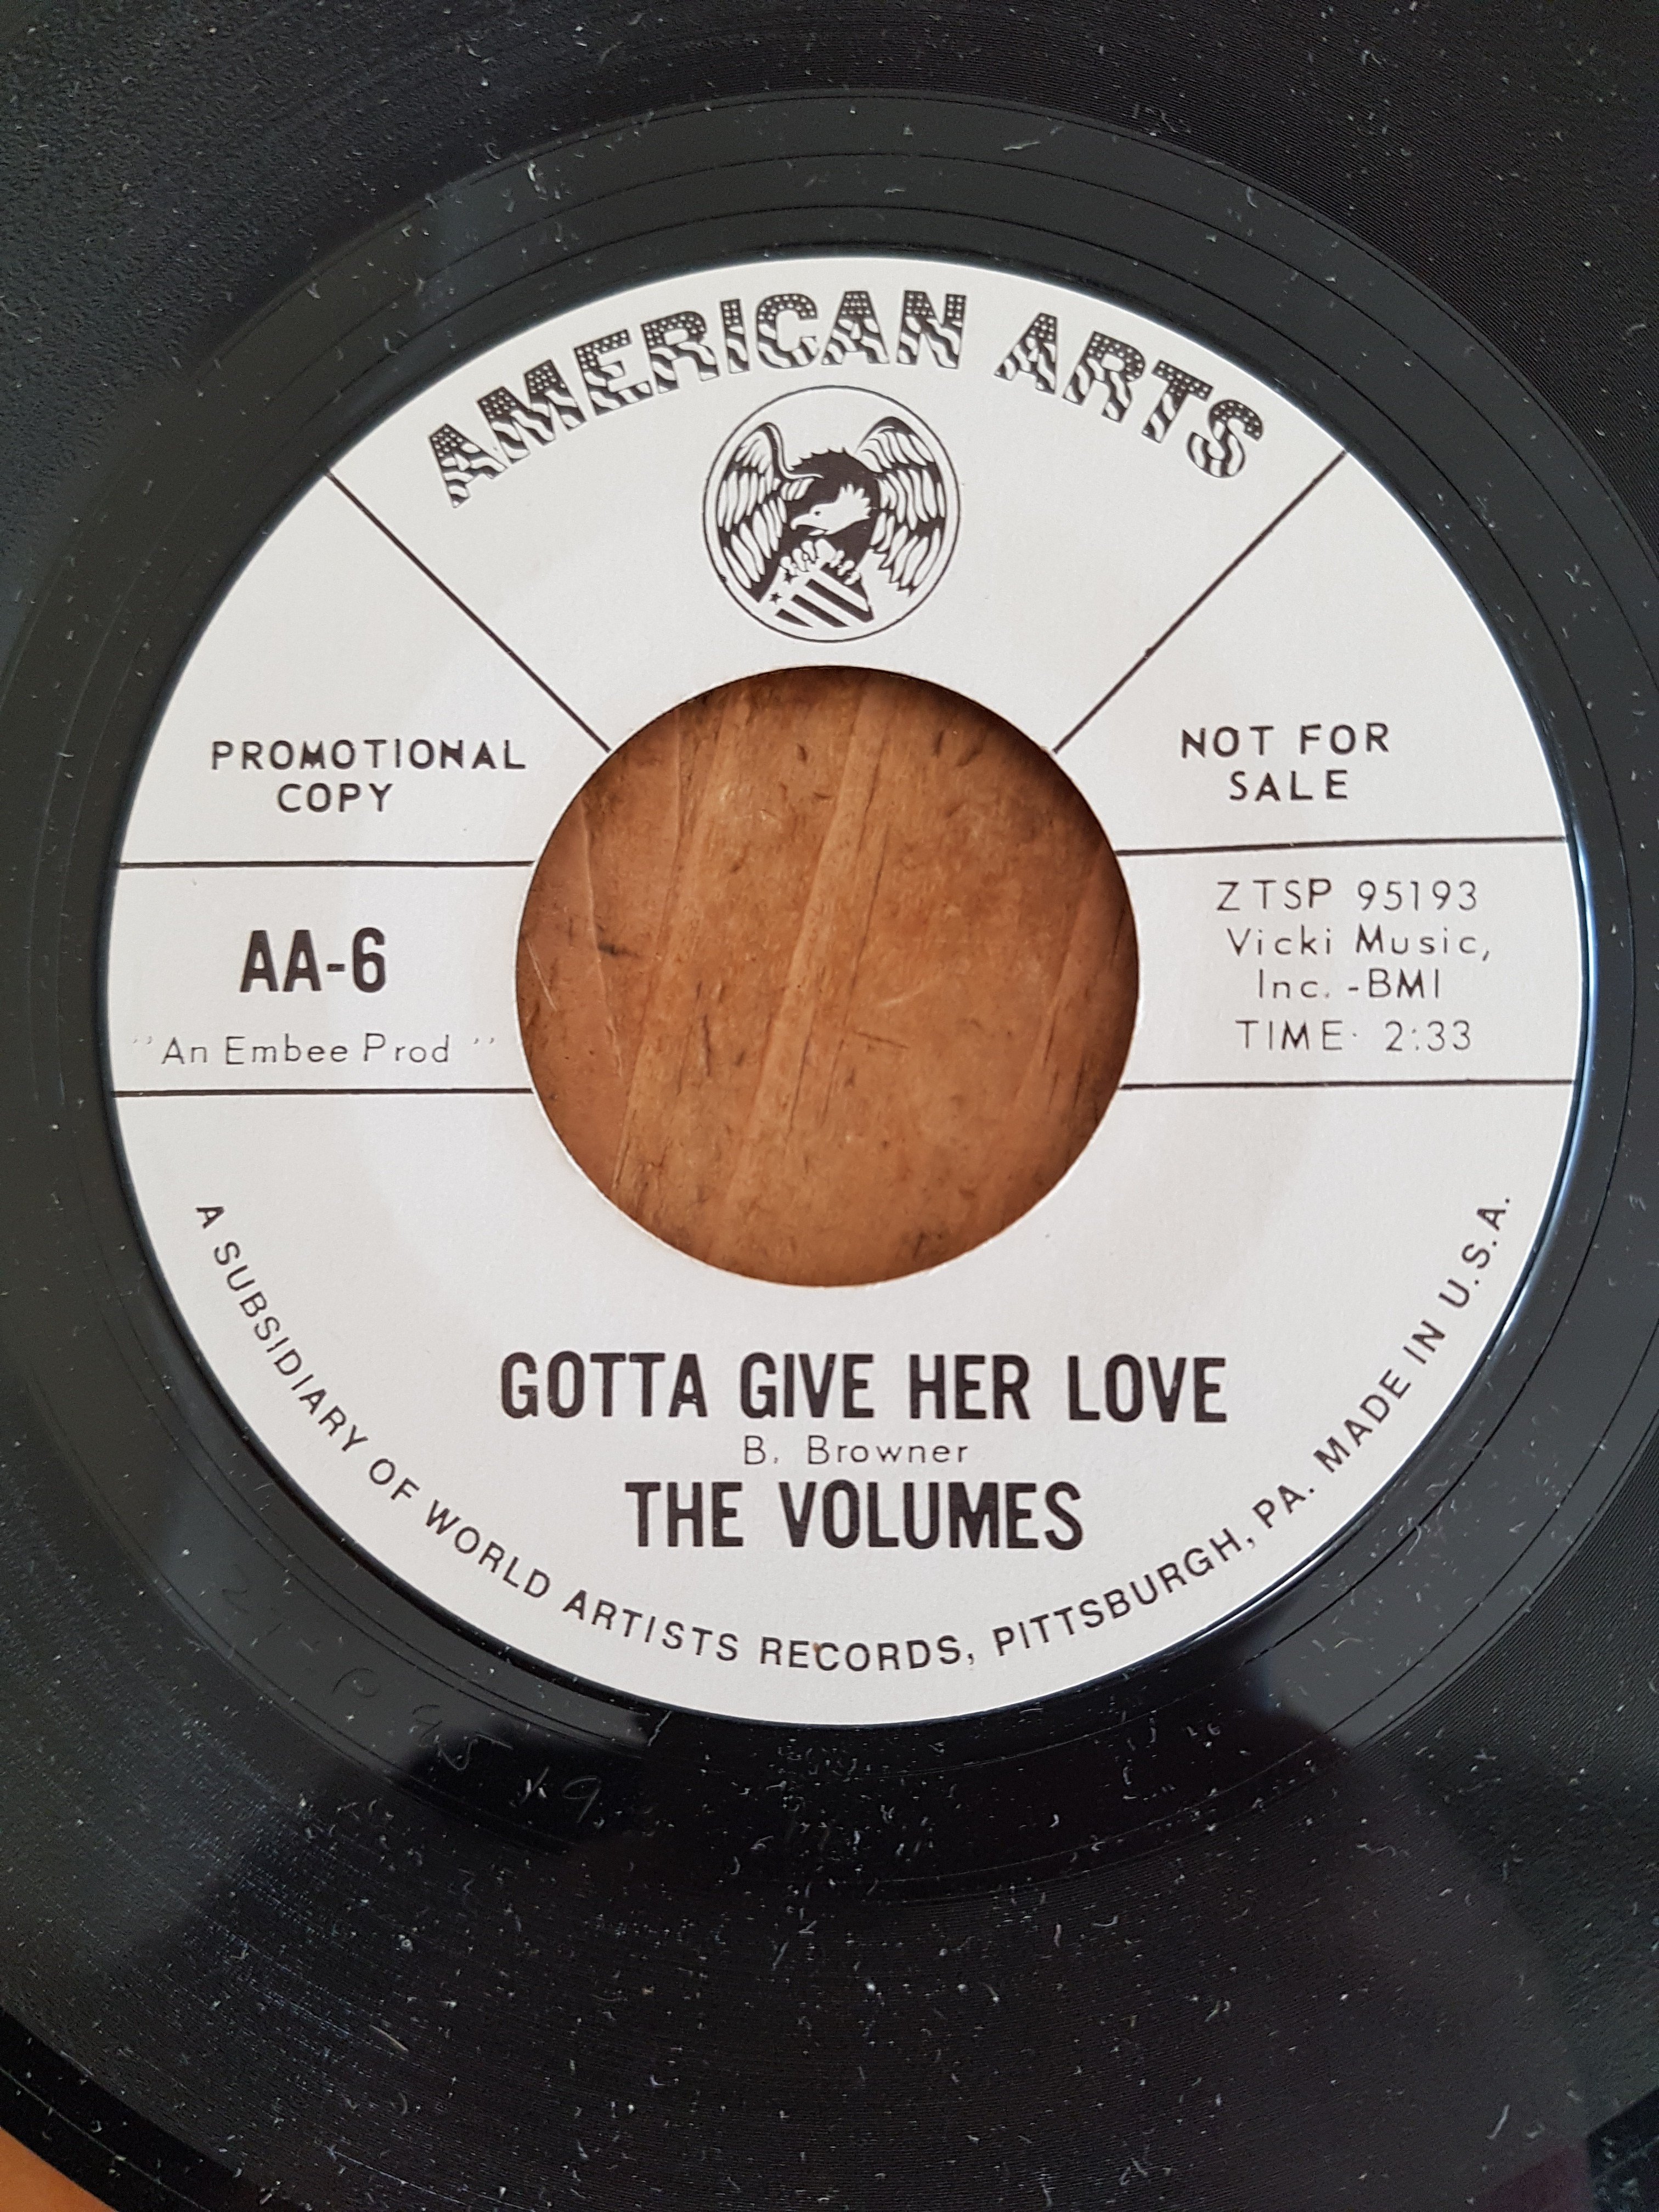 AMERICAN ARTS
PROMOTIONAL
COPY
NOT FOR
SALE
AA-6
"An Embee Prod "
ZTSP 95193
Vicki Music,
Inc. -BMI
TIME: 2:33
GOTTA GIVE HER LOVE
B. Browner
THE VOLUMES
A SUBSIDIARY OF WORLD ARTISTS RECORDS, PITTSBURGH, PA. MADE IN U.S.A.